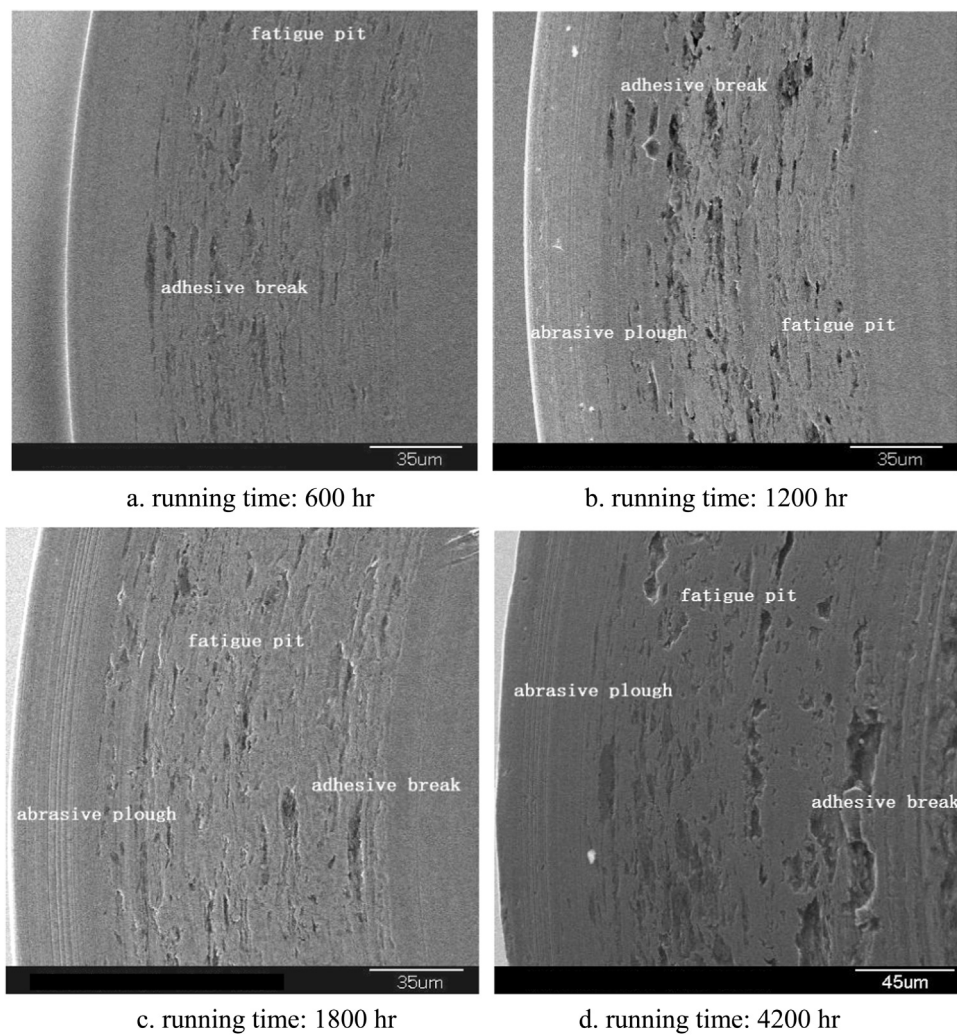 fatigue pit
adhesive break
35um
a. running time: 600 hr
adhesive break
abrasive plough
fatigue pit
35um
b. running time: 1200 hr
fatigue pit
adhesive break
abrasive plough
35um
c. running time: 1800 hr
fatigue pit
abrasive plough
adhesive break
45um
d. running time: 4200 hr